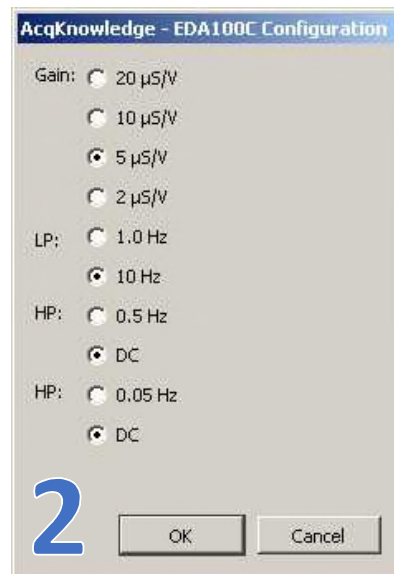 AcqKnowledge - EDA100C Configuration
Gain: 20 µS/V
10 µS/V
5 µS/V
2 µS/V
LP: 1.0 Hz
10 Hz
HP: 0.5 Hz
DC
HP: 0.05 Hz
DC
2
OK Cancel